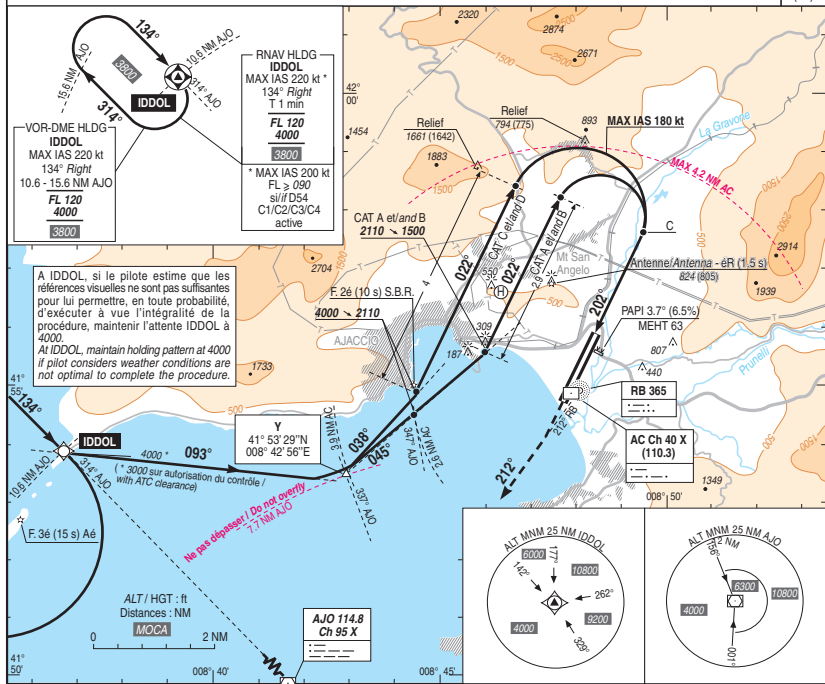 134°
10.6 NM AJO
314° AJO
3800
15.6 NM AJO
IDDOL
314°
VOR-DME HLDG
IDDOL
MAX IAS 220 kt
134° Right
10.6 - 15.6 NM AJO
FL 120
4000
3800
RNAV HLDG
IDDOL
MAX IAS 220 kt *
134° Right
T 1 min
FL 120
4000
3800
* MAX IAS 200 kt
FL ≥ 090
si/if D54
C1/C2/C3/C4
active
2320
2874
2671
1500
2500
42
00'
1454
1883
1500
Relief
1661 (1642)
Relief
794 (775)
893
MAX IAS 180 kt
La Gravone
MAX 4.2 NM AC
500
1500
2500
2914
1939
CAT A et/and B
2110 ↘ 1500
CAT C et/and D
022°
2.9 CAT A et/and B
022°
C
Mt San
Angelo
550
H
Antenne/Antenna - éR (1.5 s)
824 (805)
202°
PAPI 3.7° (6.5%)
MEHT 63
807
440
Prunelli
2704
A IDDOL, si le pilote estime que les
références visuelles ne sont pas suffisantes
pour lui permettre, en toute probabilité,
d'exécuter à vue l'intégralité de la
procédure, maintenir l'attente IDDOL à
4000.
At IDDOL, maintain holding pattern at 4000
if pilot considers weather conditions are
not optimal to complete the procedure.
F. 2é (10 s) S.B.R.
4000 ↘ 2110
4
309
187
AJACCIO
1733
500
41
55'
RB 365
RB
212°
AC Ch 40 X
(110.3)
212°
134°
IDDOL
10.6 NM AJO
314° AJO
4000 *
093°
(* 3000 sur autorisation du contrôle /
with ATC clearance)
Y
41° 53' 29"N
008° 42' 56"E
3.9 NM AC
038°
045°
347° AJO
2.6 NM AC
337° AJO
Ne pas dépasser / Do not overfly
7.7 NM AJO
F. 3é (15 s) Aé
1349
500
1500
008° 50'
ALT / HGT : ft
Distances : NM
MOCA
0
2 NM
AJO 114.8
Ch 95 X
41
50'
008° 40'
008° 45'
ALT MNM 25 NM IDDOL
6000
177°
142°
10800
262°
9200
4000
329°
ALT MNM 25 NM AJO
156°
12 NM
6300
10800
4000
001°